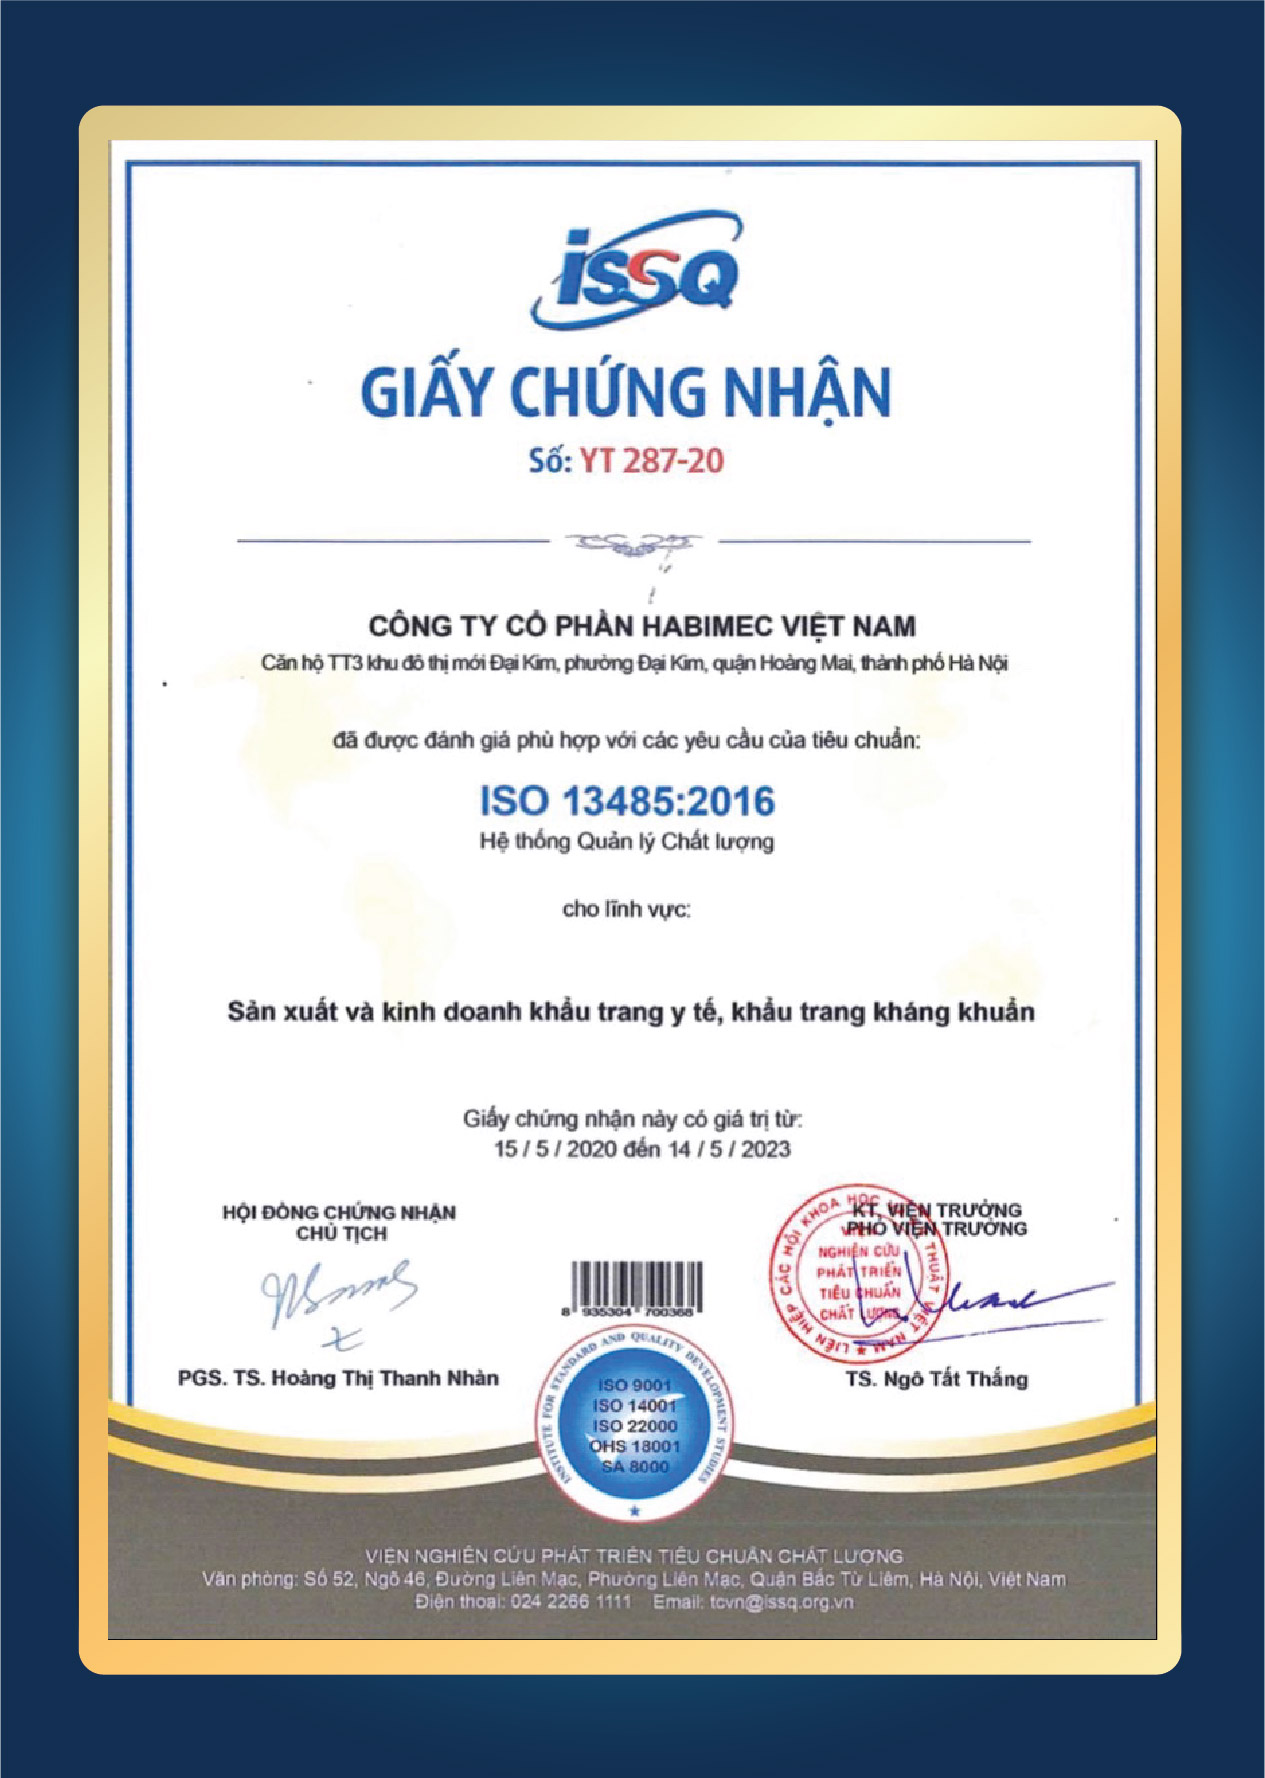 issQ
GIẤY CHỨNG NHẬN
Số: YT 287-20
CÔNG TY CỔ PHẦN HABIMEC VIỆT NAM
Căn hộ TT3 khu đô thị mới Đại Kim, phường Đại Kim, quận Hoàng Mai, thành phố Hà Nội
đã được đánh giá phù hợp với các yêu cầu của tiêu chuẩn:
ISO 13485:2016
Hệ thống Quản lý Chất lượng
cho lĩnh vực:
Sản xuất và kinh doanh khẩu trang y tế, khẩu trang kháng khuẩn
Giấy chứng nhận này có giá trị từ:
15 / 5 / 2020 đến 14 / 5 / 2023
HỘI ĐỒNG CHỨNG NHẬN
CHỦ TỊCH
KT. VIỆN TRƯỞNG
PHÓ VIỆN TRƯỞNG
LIÊN HIỆP CÁC HỘI KHOA HỌC VÀ KỸ THUẬT VIỆT NAM
VIỆN
NGHIÊN CỨU
PHÁT TRIỂN
TIÊU CHUẨN
CHẤT LƯỢNG
8 935304 700368
PGS. TS. Hoàng Thị Thanh Nhàn
TS. Ngô Tất Thắng
INSTITUTE FOR STANDARD AND QUALITY DEVELOPMENT STUDIES
ISO 9001
ISO 14001
ISO 22000
OHS 18001
SA 8000
VIỆN NGHIÊN CỨU PHÁT TRIỂN TIÊU CHUẨN CHẤT LƯỢNG
Văn phòng: Số 52, Ngõ 46, Đường Liên Mạc, Phường Liên Mạc, Quận Bắc Từ Liêm, Hà Nội, Việt Nam
Điện thoại: 024 2266 1111 Email: tcvn@issq.org.vn